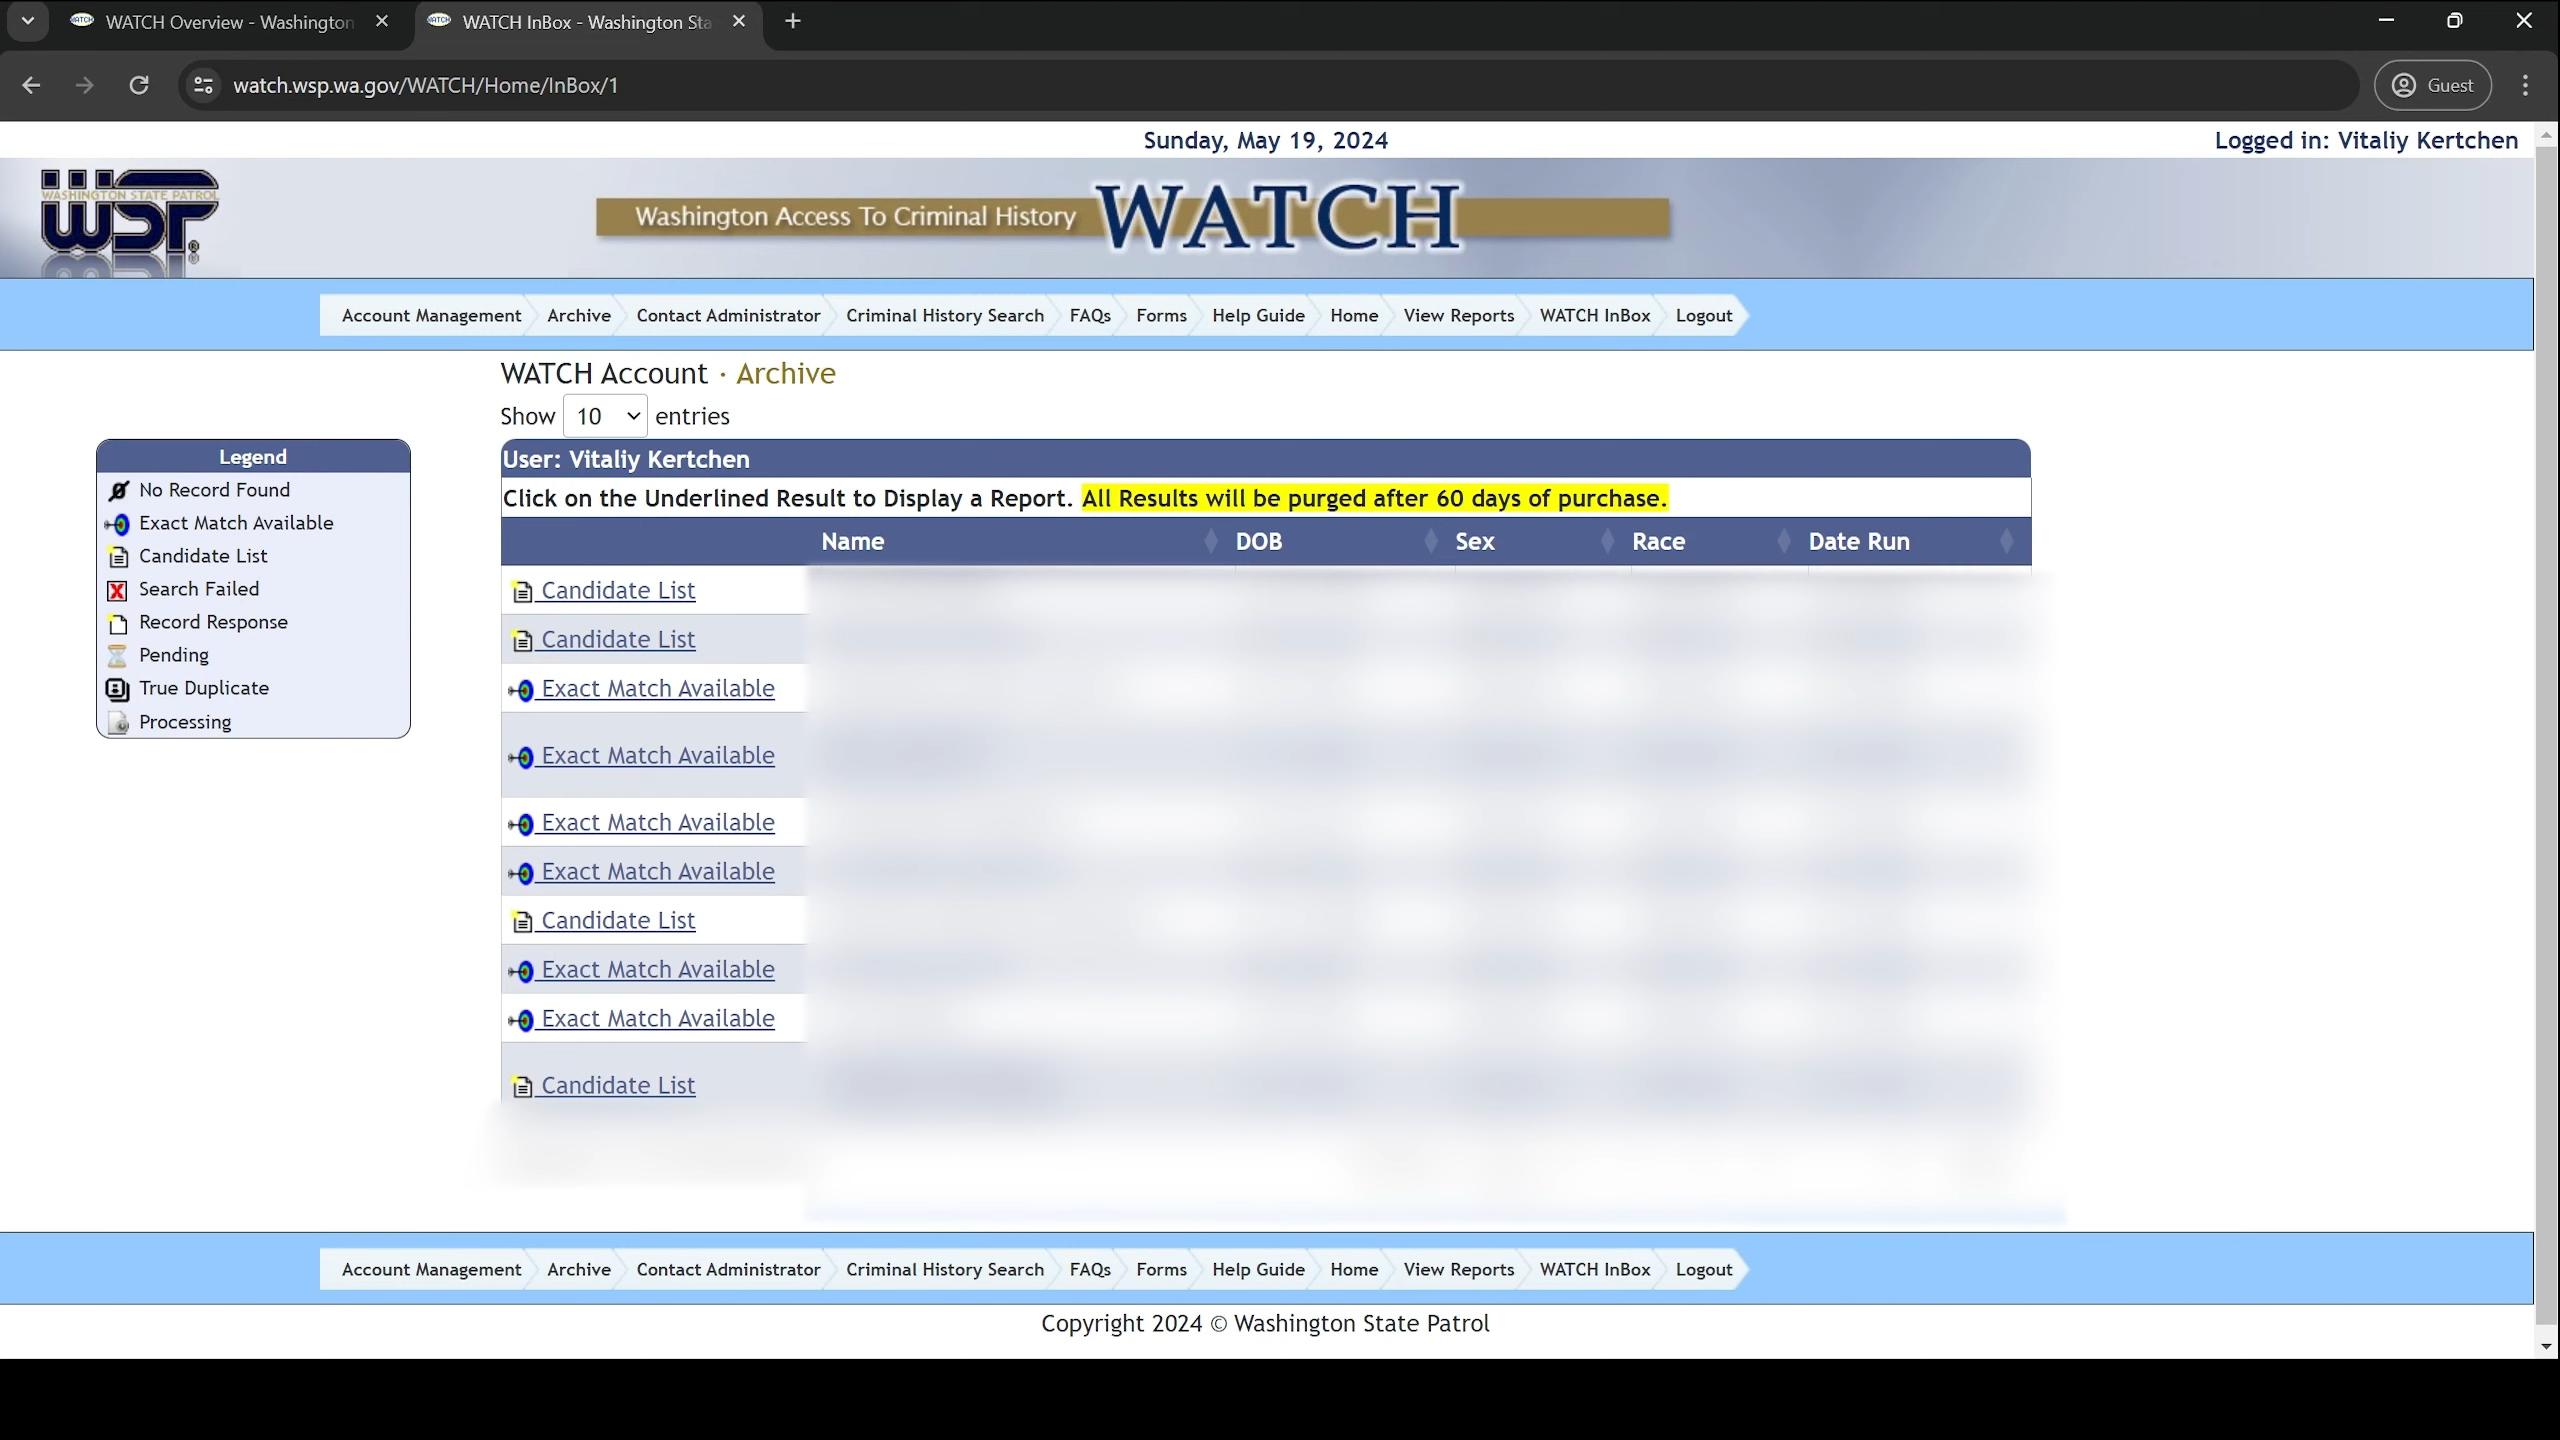 WATCH Overview - Washington
WATCH InBox - Washington Sta
watch.wsp.wa.gov/WATCH/Home/InBox/1
Guest
Sunday, May 19, 2024
Logged in: Vitaliy Kertchen
WASHINGTON STATE PATROL
WSP
Washington Access To Criminal History WATCH
Account Management Archive Contact Administrator Criminal History Search FAQs Forms Help Guide Home View Reports WATCH InBox Logout
WATCH Account · Archive
Show 10 entries
Legend
No Record Found
Exact Match Available
Candidate List
Search Failed
Record Response
Pending
True Duplicate
Processing
User: Vitaliy Kertchen
Click on the Underlined Result to Display a Report. All Results will be purged after 60 days of purchase.
Name DOB Sex Race Date Run
Candidate List
Candidate List
Exact Match Available
Exact Match Available
Exact Match Available
Exact Match Available
Candidate List
Exact Match Available
Exact Match Available
Candidate List
Account Management Archive Contact Administrator Criminal History Search FAQs Forms Help Guide Home View Reports WATCH InBox Logout
Copyright 2024 © Washington State Patrol